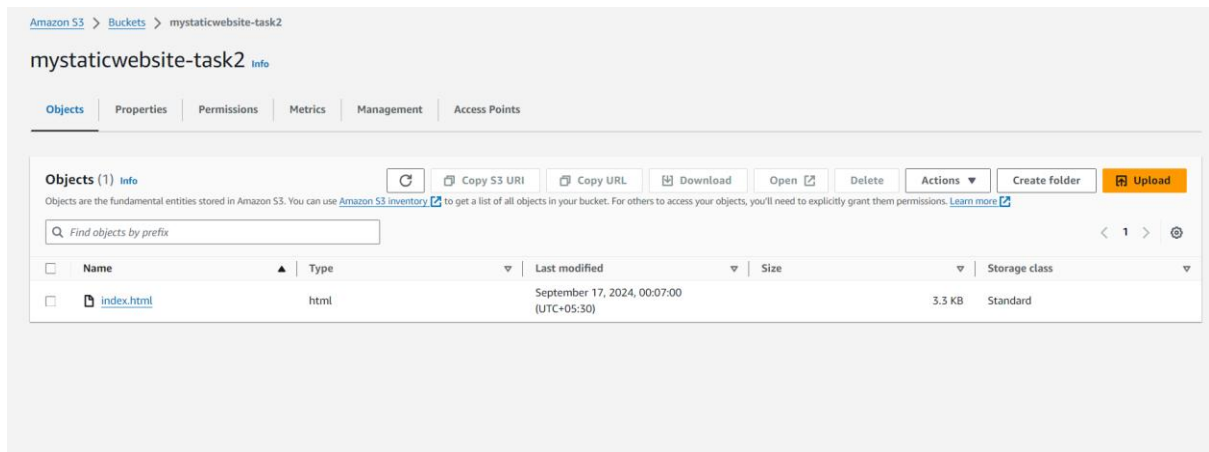 Amazon S3 > Buckets > mystaticwebsite-task2
mystaticwebsite-task2 Info
Objects Properties Permissions Metrics Management Access Points
Objects (1) Info Copy S3 URI Copy URL Download Open Delete Actions Create folder Upload
Objects are the fundamental entities stored in Amazon S3. You can use Amazon S3 inventory to get a list of all objects in your bucket. For others to access your objects, you'll need to explicitly grant them permissions. Learn more
Find objects by prefix < 1 >
Name Type Last modified Size Storage class
index.html html September 17, 2024, 00:07:00 3.3 KB Standard
(UTC+05:30)